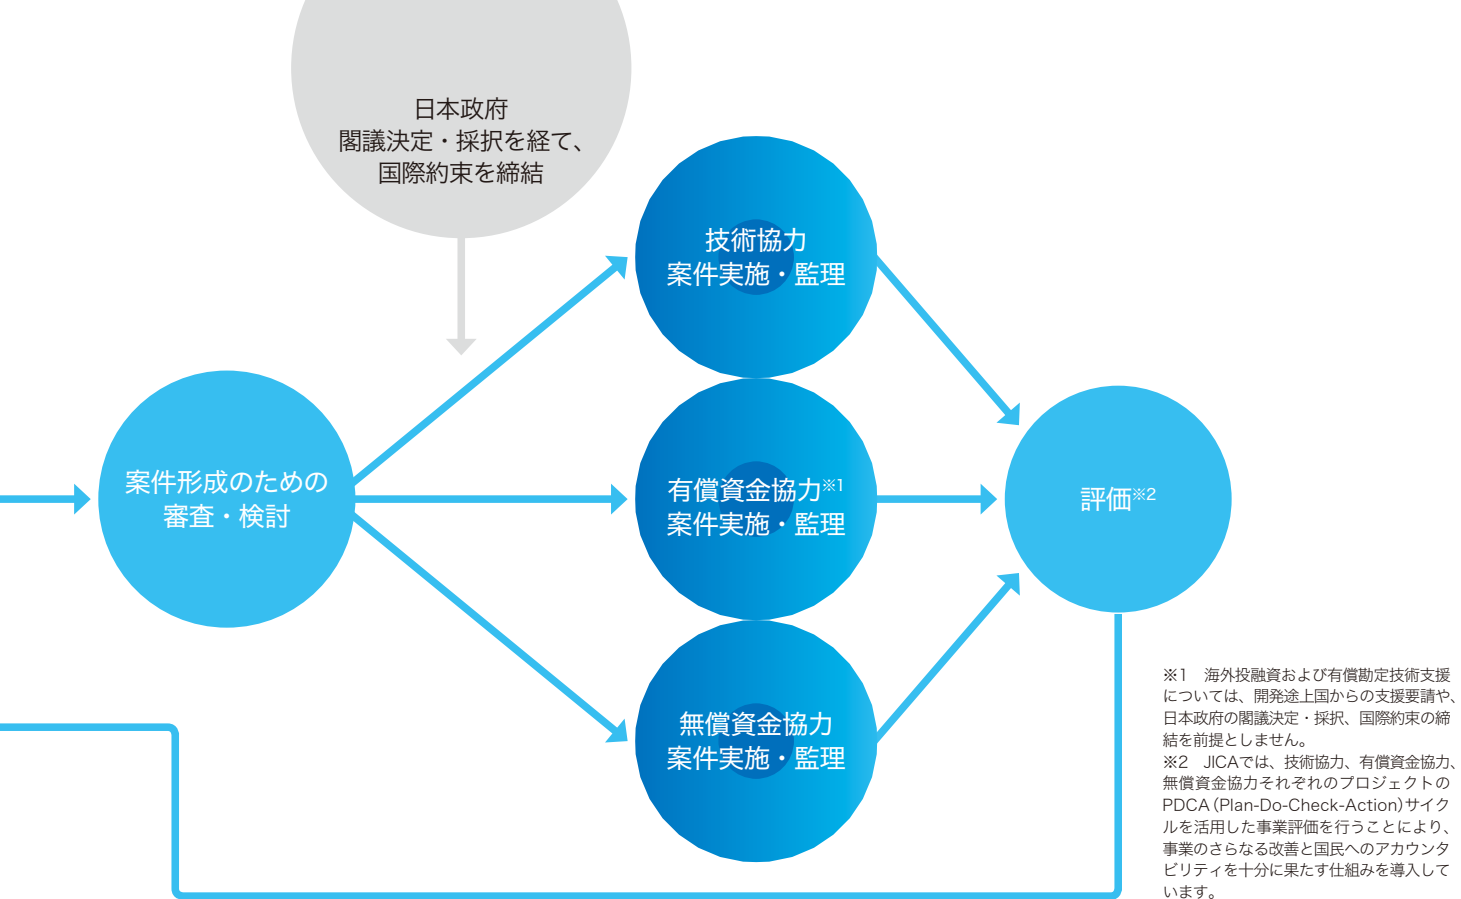 日本政府
閣議決定・採択を経て、
国際約束を締結
技術協力
案件実施・監理
案件形成のための
審査・検討
有償資金協力※1
案件実施・監理
評価※2
無償資金協力
案件実施・監理
※1　海外投融資および有償勘定技術支援
については、開発途上国からの支援要請や、
日本政府の閣議決定・採択、国際約束の締
結を前提としません。
※2　JICAでは、技術協力、有償資金協力、
無償資金協力それぞれのプロジェクトの
PDCA（Plan-Do-Check-Action）サイク
ルを活用した事業評価を行うことにより、
事業のさらなる改善と国民へのアカウンタ
ビリティを十分に果たす仕組みを導入して
います。